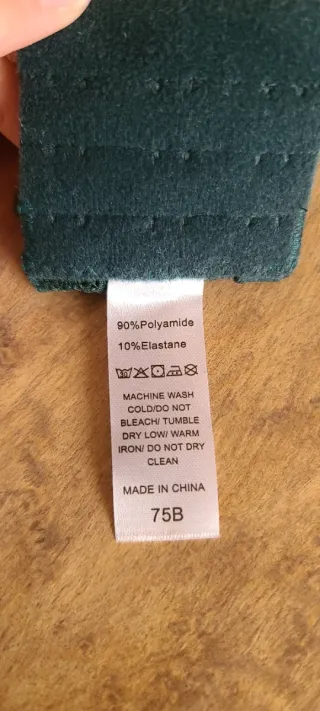 90%Polyamide
10%Elastane
MACHINE WASH
COLD/DO NOT
BLEACH/ TUMBLE
DRY LOW/ WARM
IRON/ DO NOT DRY
CLEAN
MADE IN CHINA
75B